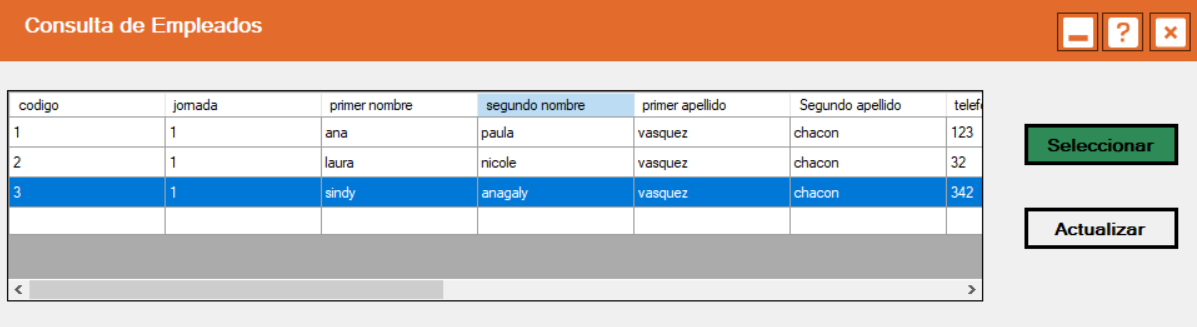 Consulta de Empleados
?
codigo jornada primer nombre segundo nombre primer apellido Segundo apellido telef
1 1 ana paula vasquez chacon 123
Seleccionar
2 1 laura nicole vasquez chacon 32
3 1 sindy anagaly vasquez chacon 342
Actualizar